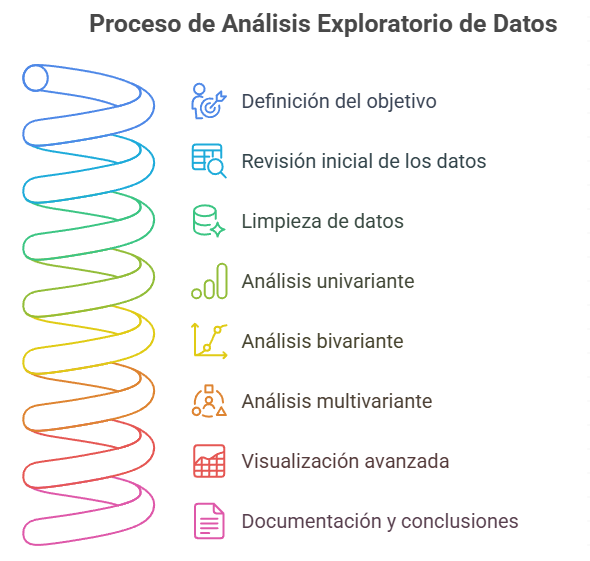 Proceso de Análisis Exploratorio de Datos
Definición del objetivo
Revisión inicial de los datos
Limpieza de datos
Análisis univariante
Análisis bivariante
Análisis multivariante
Visualización avanzada
Documentación y conclusiones